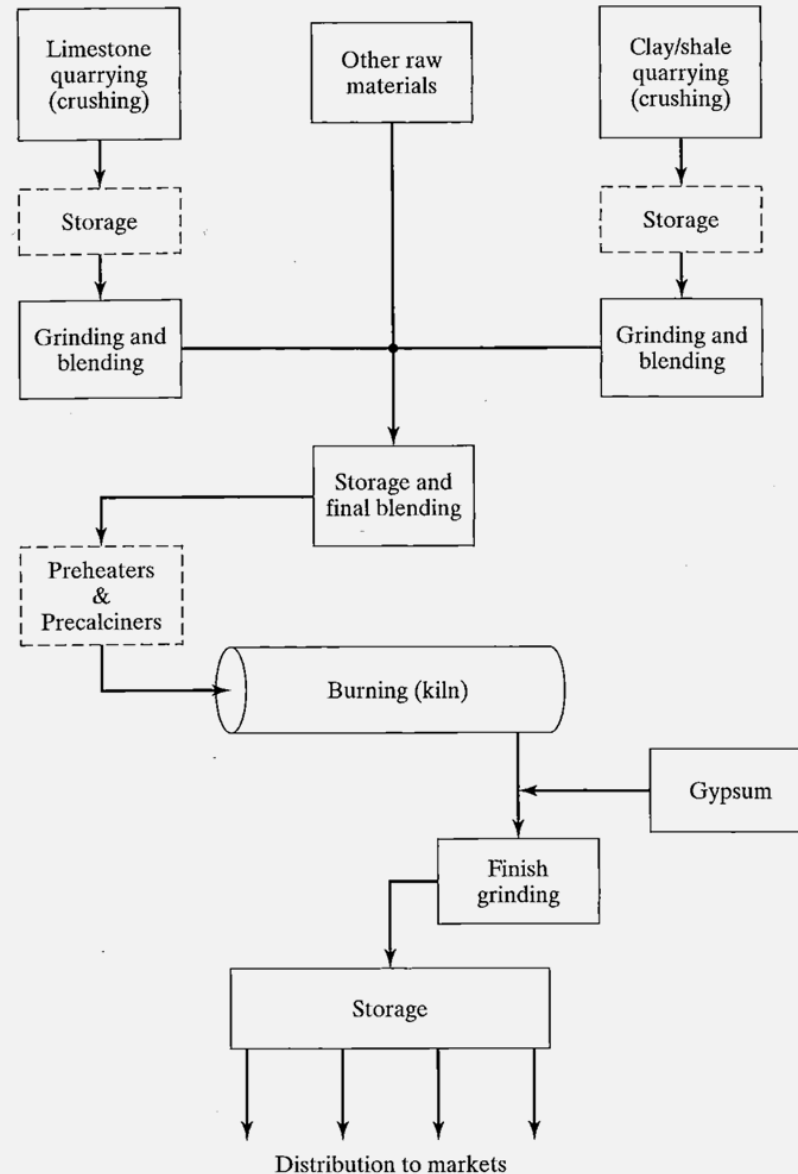 Limestone
quarrying
(crushing)
Other raw
materials
Clay/shale
quarrying
(crushing)
Storage
Storage
Grinding and
blending
Grinding and
blending
Storage and
final blending
Preheaters
&
Precalciners
Burning (kiln)
Gypsum
Finish
grinding
Storage
Distribution to markets